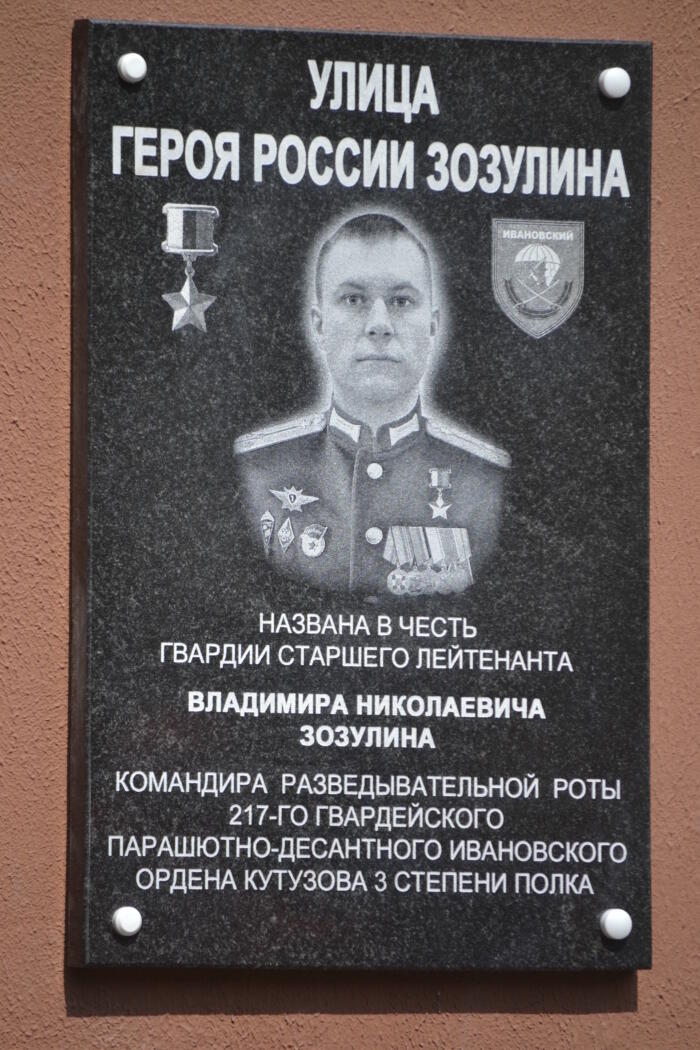 УЛИЦА
ГЕРОЯ РОССИИ ЗОЗУЛИНА
ИВАНОВСКИЙ
НАЗВАНА В ЧЕСТЬ
ГВАРДИИ СТАРШЕГО ЛЕЙТЕНАНТА
ВЛАДИМИРА НИКОЛАЕВИЧА
ЗОЗУЛИНА
КОМАНДИРА РАЗВЕДЫВАТЕЛЬНОЙ РОТЫ
217-ГО ГВАРДЕЙСКОГО
ПАРАШЮТНО-ДЕСАНТНОГО ИВАНОВСКОГО
ОРДЕНА КУТУЗОВА 3 СТЕПЕНИ ПОЛКА